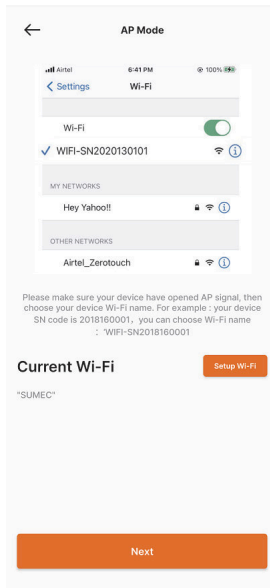 AP Mode
Airtel 6:41 PM 100%
Settings Wi-Fi
Wi-Fi
WIFI-SN2020130101
MY NETWORKS
Hey Yahoo!!
OTHER NETWORKS
Airtel_Zerotouch
Please make sure your device have opened AP signal, then
choose your device Wi-Fi name. For
example : your device
SN code is 2018160001，you can
choose Wi-Fi name
：'WIFI-SN2018160001
Current Wi-Fi
Setup Wi-Fi
"SUMEC"
Next